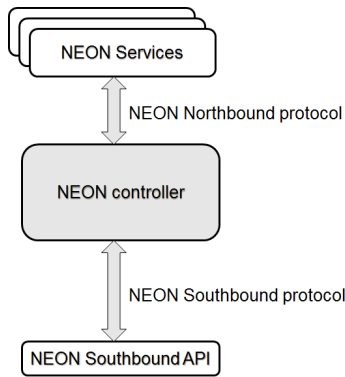 NEON Services
NEON Northbound protocol
NEON controller
NEON Southbound protocol
NEON Southbound API